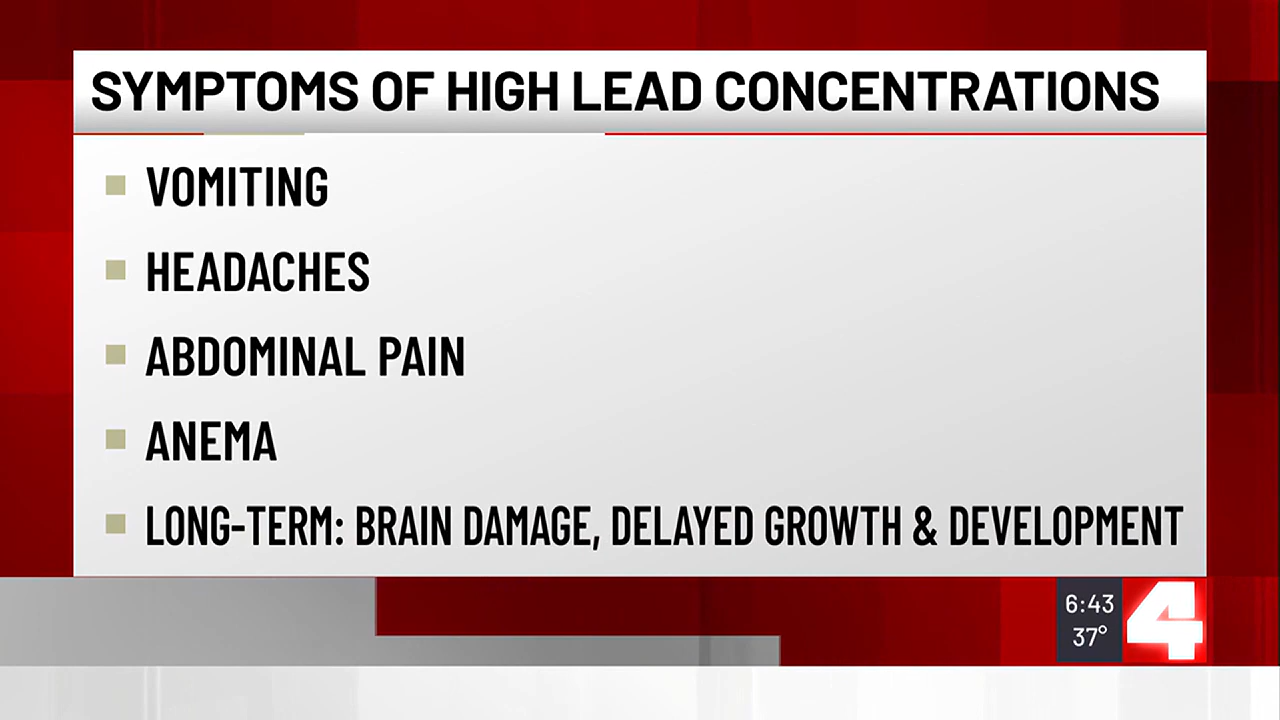 SYMPTOMS OF HIGH LEAD CONCENTRATIONS
VOMITING
HEADACHES
ABDOMINAL PAIN
ANEMA
LONG-TERM: BRAIN DAMAGE, DELAYED GROWTH & DEVELOPMENT
6:43
37°
4